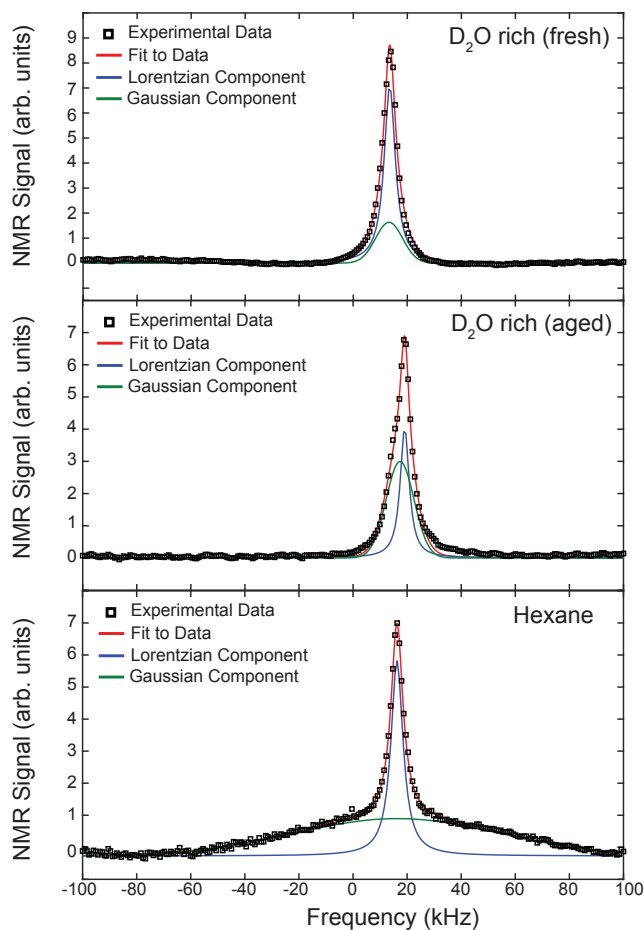 D₂O rich (fresh)
Experimental Data
Fit to Data
Lorentzian Component
Gaussian Component
NMR Signal (arb. units)
9
8
7
6
5
4
3
2
1
0
D₂O rich (aged)
Experimental Data
Fit to Data
Lorentzian Component
Gaussian Component
NMR Signal (arb. units)
7
6
5
4
3
2
1
0
Hexane
Experimental Data
Fit to Data
Lorentzian Component
Gaussian Component
NMR Signal (arb. units)
7
6
5
4
3
2
1
0
-100 -80 -60 -40 -20 0 20 40 60 80 100
Frequency (kHz)